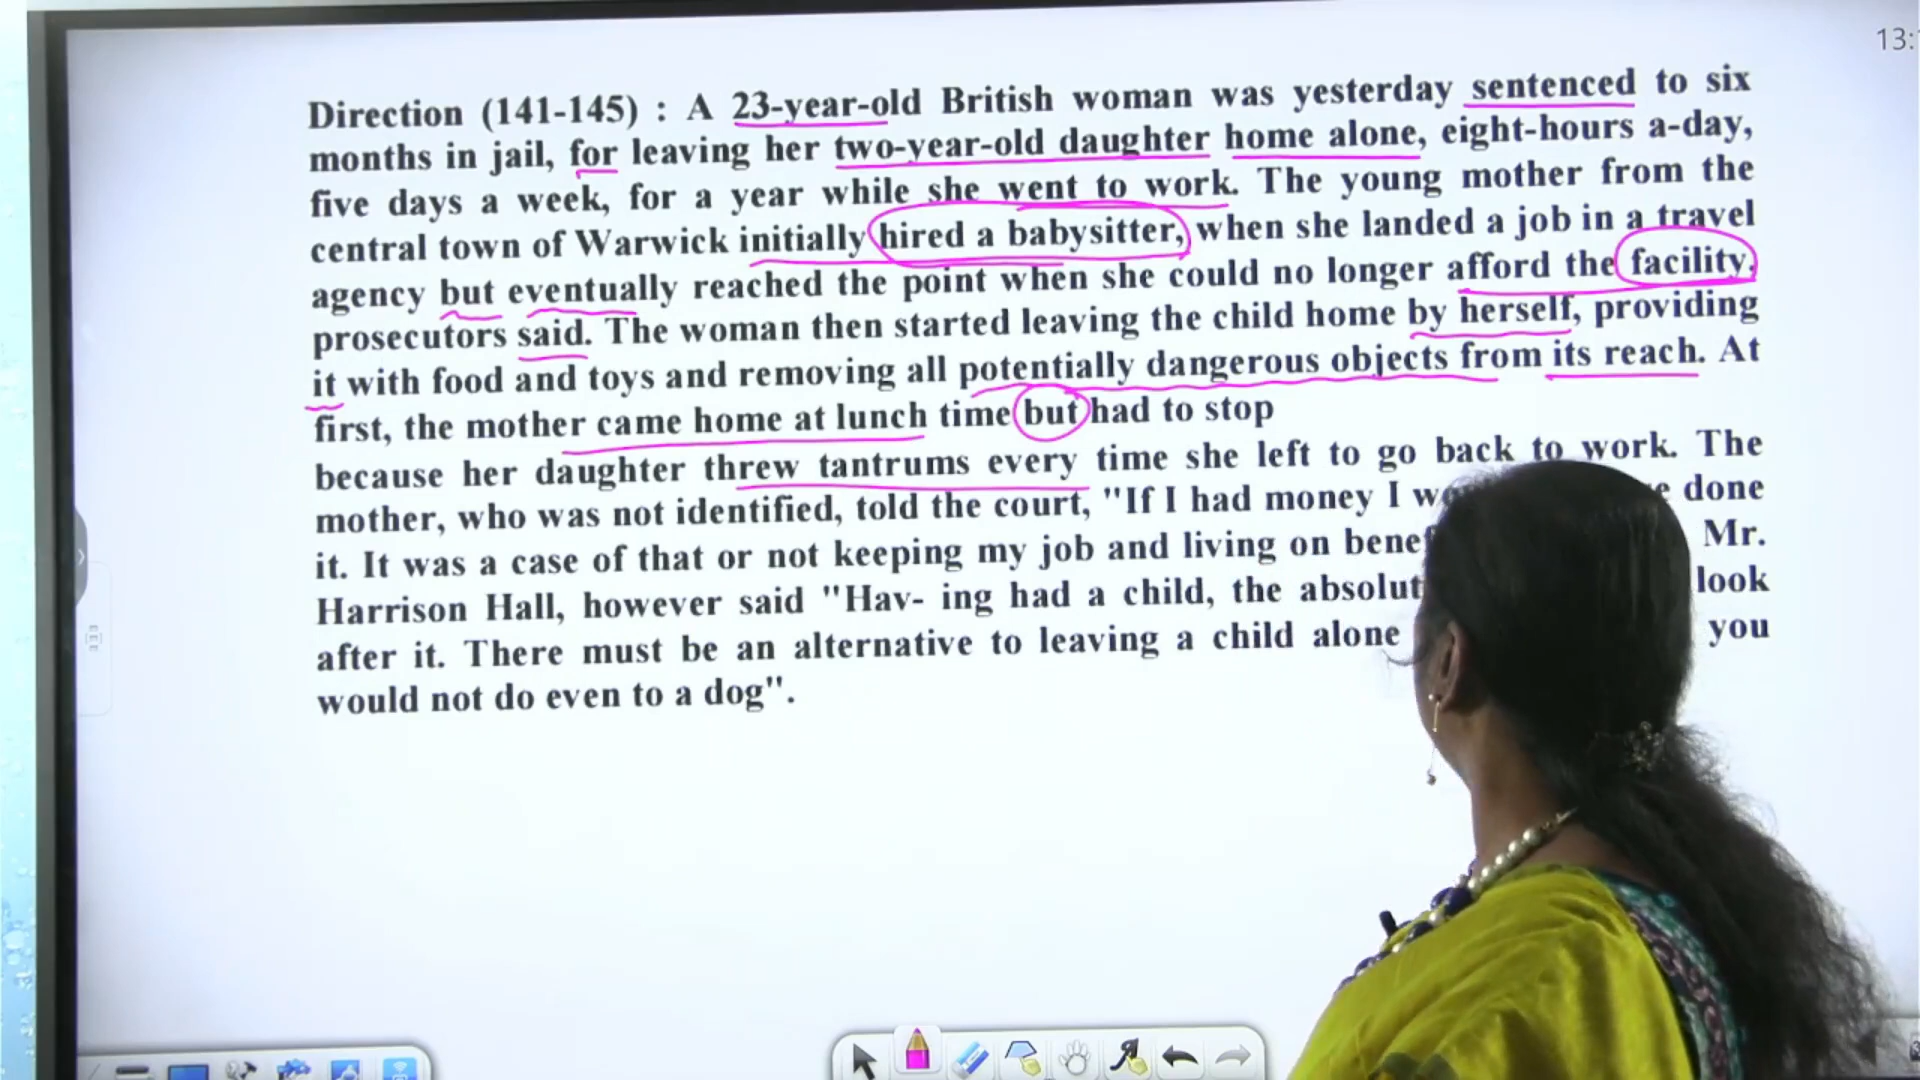 13:
Direction (141-145) : A 23-year-old British woman was yesterday sentenced to six
months in jail, for leaving her two-year-old daughter home alone, eight-hours a-day,
five days a week, for a year while she went to work. The young mother from the
central town of Warwick initially hired a babysitter, when she landed a job in a travel
agency but eventually reached the point when she could no longer afford the facility,
prosecutors said. The woman then started leaving the child home by herself, providing
it with food and toys and removing all potentially dangerous objects from its reach. At
first, the mother came home at lunch time but had to stop
because her daughter threw tantrums every time she left to go back to work. The
mother, who was not identified, told the court, "If I had money I done
it. It was a case of that or not keeping my job and living on Mr.
Harrison Hall, however said "Hav- ing had a child, the look
after it. There must be an alternative to leaving a child alone you
would not do even to a dog".